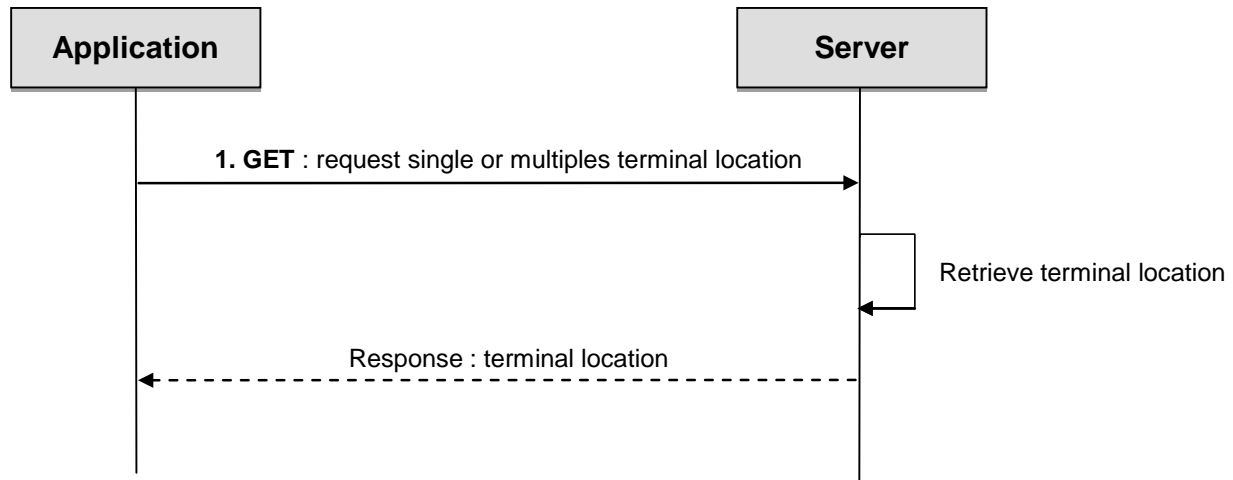 Application
Server
1. GET : request single or multiples terminal location
Retrieve terminal location
Response : terminal location